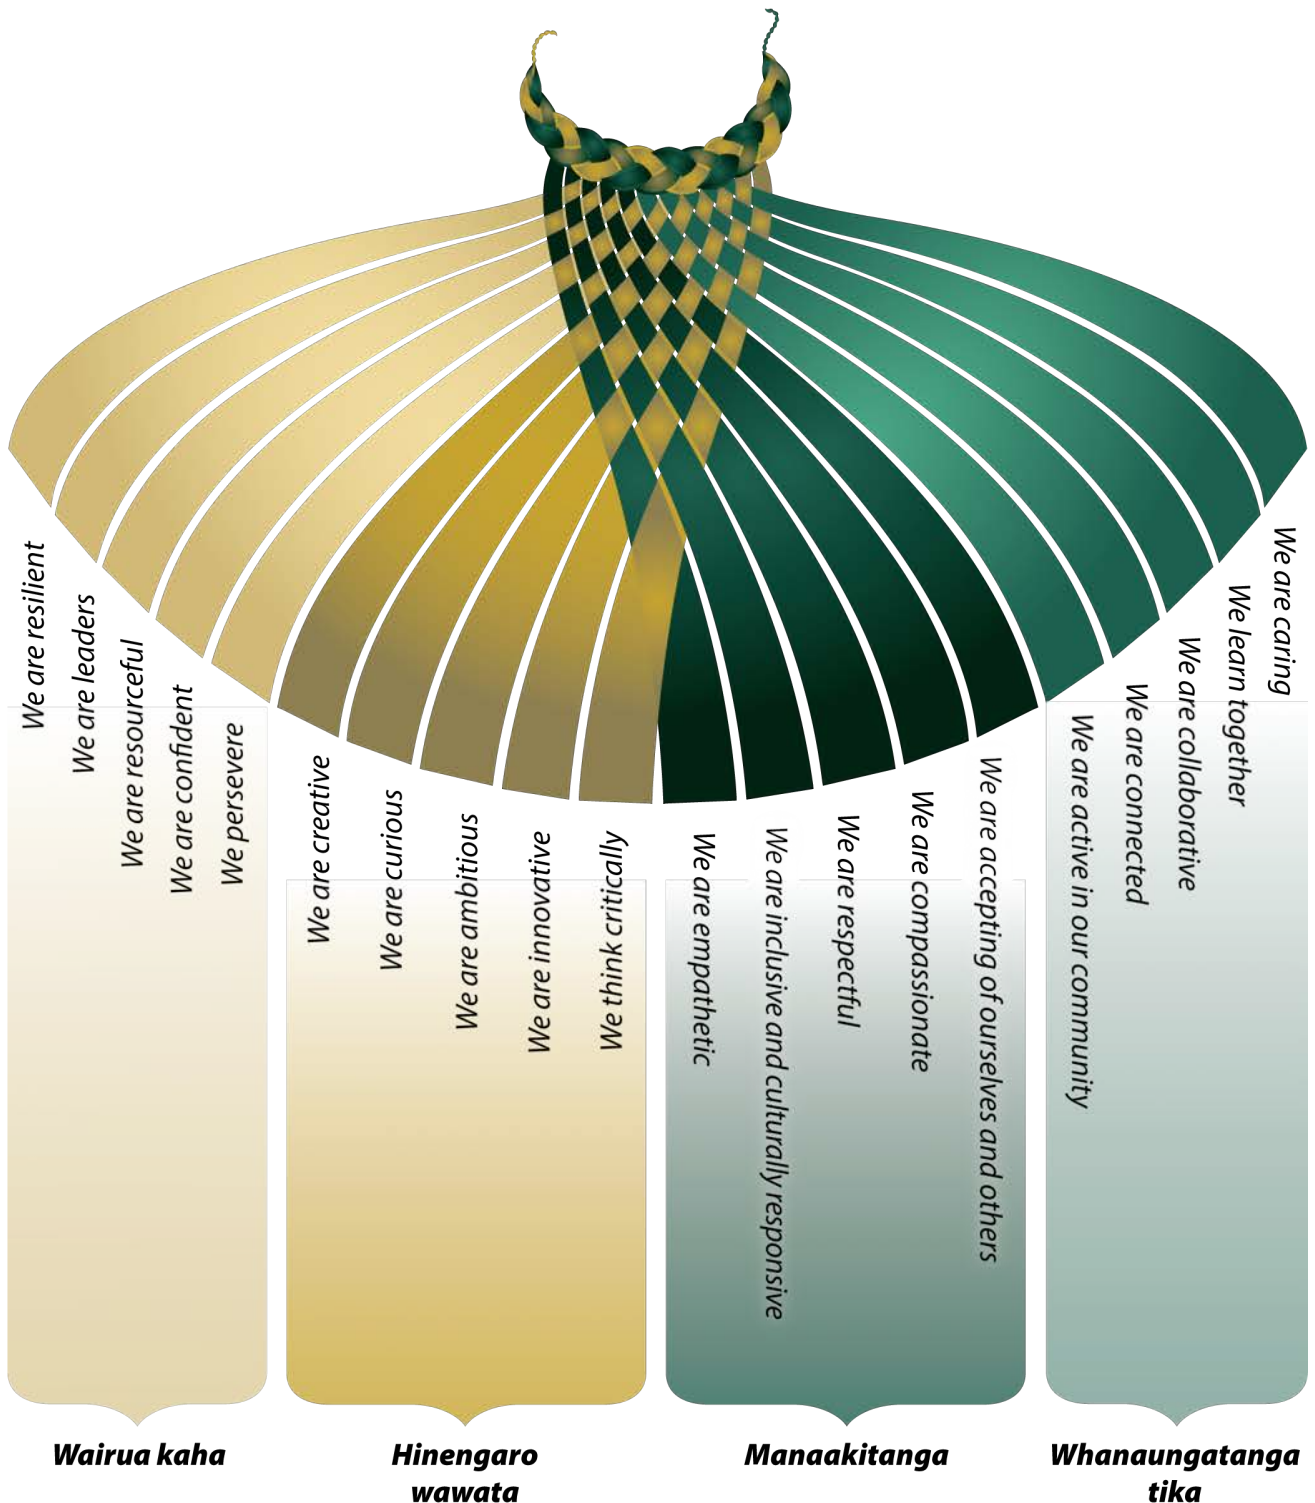 We are resilient
We are leaders
We are resourceful
We are confident
We persevere
We are creative
We are curious
We are ambitious
We are innovative
We think critically
We are empathetic
We are inclusive and culturally responsive
We are respectful
We are compassionate
We are accepting of ourselves and others
We are active in our community
We are connected
We are collaborative
We learn together
We are caring
Wairua kaha
Hinengaro
wawata
Manaakitanga
Whanaungatanga
tika